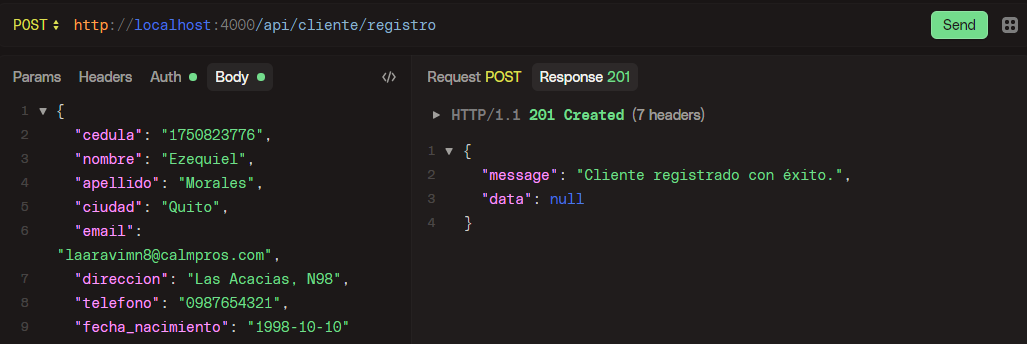 POST http://localhost:4000/api/cliente/registro Send
Params Headers Auth Body </>
1 {
2 "cedula": "1750823776",
3 "nombre": "Ezequiel",
4 "apellido": "Morales",
5 "ciudad": "Quito",
6 "email":
"laaravimn8@calmpros.com",
7 "direccion": "Las Acacias, N98",
8 "telefono": "0987654321",
9 "fecha_nacimiento": "1998-10-10"
Request POST Response 201
HTTP/1.1 201 Created (7 headers)
1 {
2 "message": "Cliente registrado con éxito.",
3 "data": null
4 }